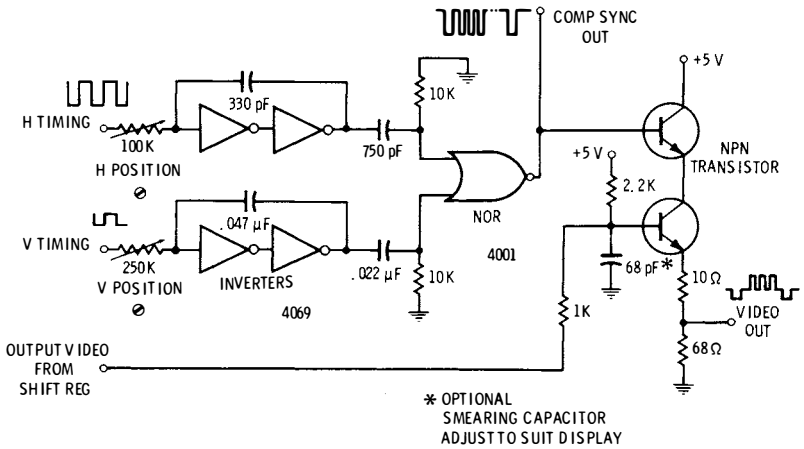 COMP SYNC
OUT
+5 V
330 pF
10K
H TIMING
100K
750 pF
H POSITION
+5 V
NPN
TRANSISTOR
2.2K
.047 µF
NOR
4001
V TIMING
250K
.022 µF
10K
68 pF*
10Ω
V POSITION
INVERTERS
4069
1K
VIDEO
OUT
68Ω
OUTPUT VIDEO
FROM
SHIFT REG
* OPTIONAL
SMEARING CAPACITOR
ADJUST TO SUIT DISPLAY